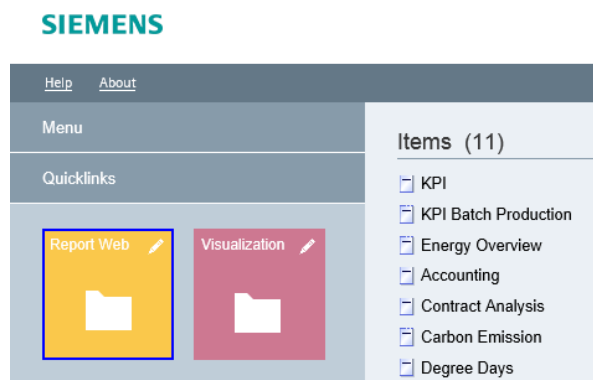 SIEMENS
Help About
Menu
Quicklinks
Report Web
Visualization
Items (11)
KPI
KPI Batch Production
Energy Overview
Accounting
Contract Analysis
Carbon Emission
Degree Days